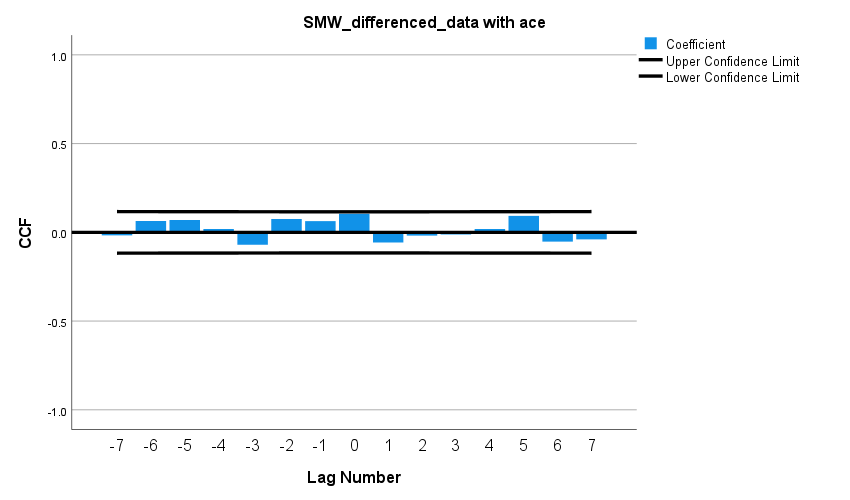 SMW_differenced_data with ace
Coefficient
Upper Confidence Limit
Lower Confidence Limit
1.0
0.5
0.0
-0.5
-1.0
CCF
-7 -6 -5 -4 -3 -2 -1 0 1 2 3 4 5 6 7
Lag Number